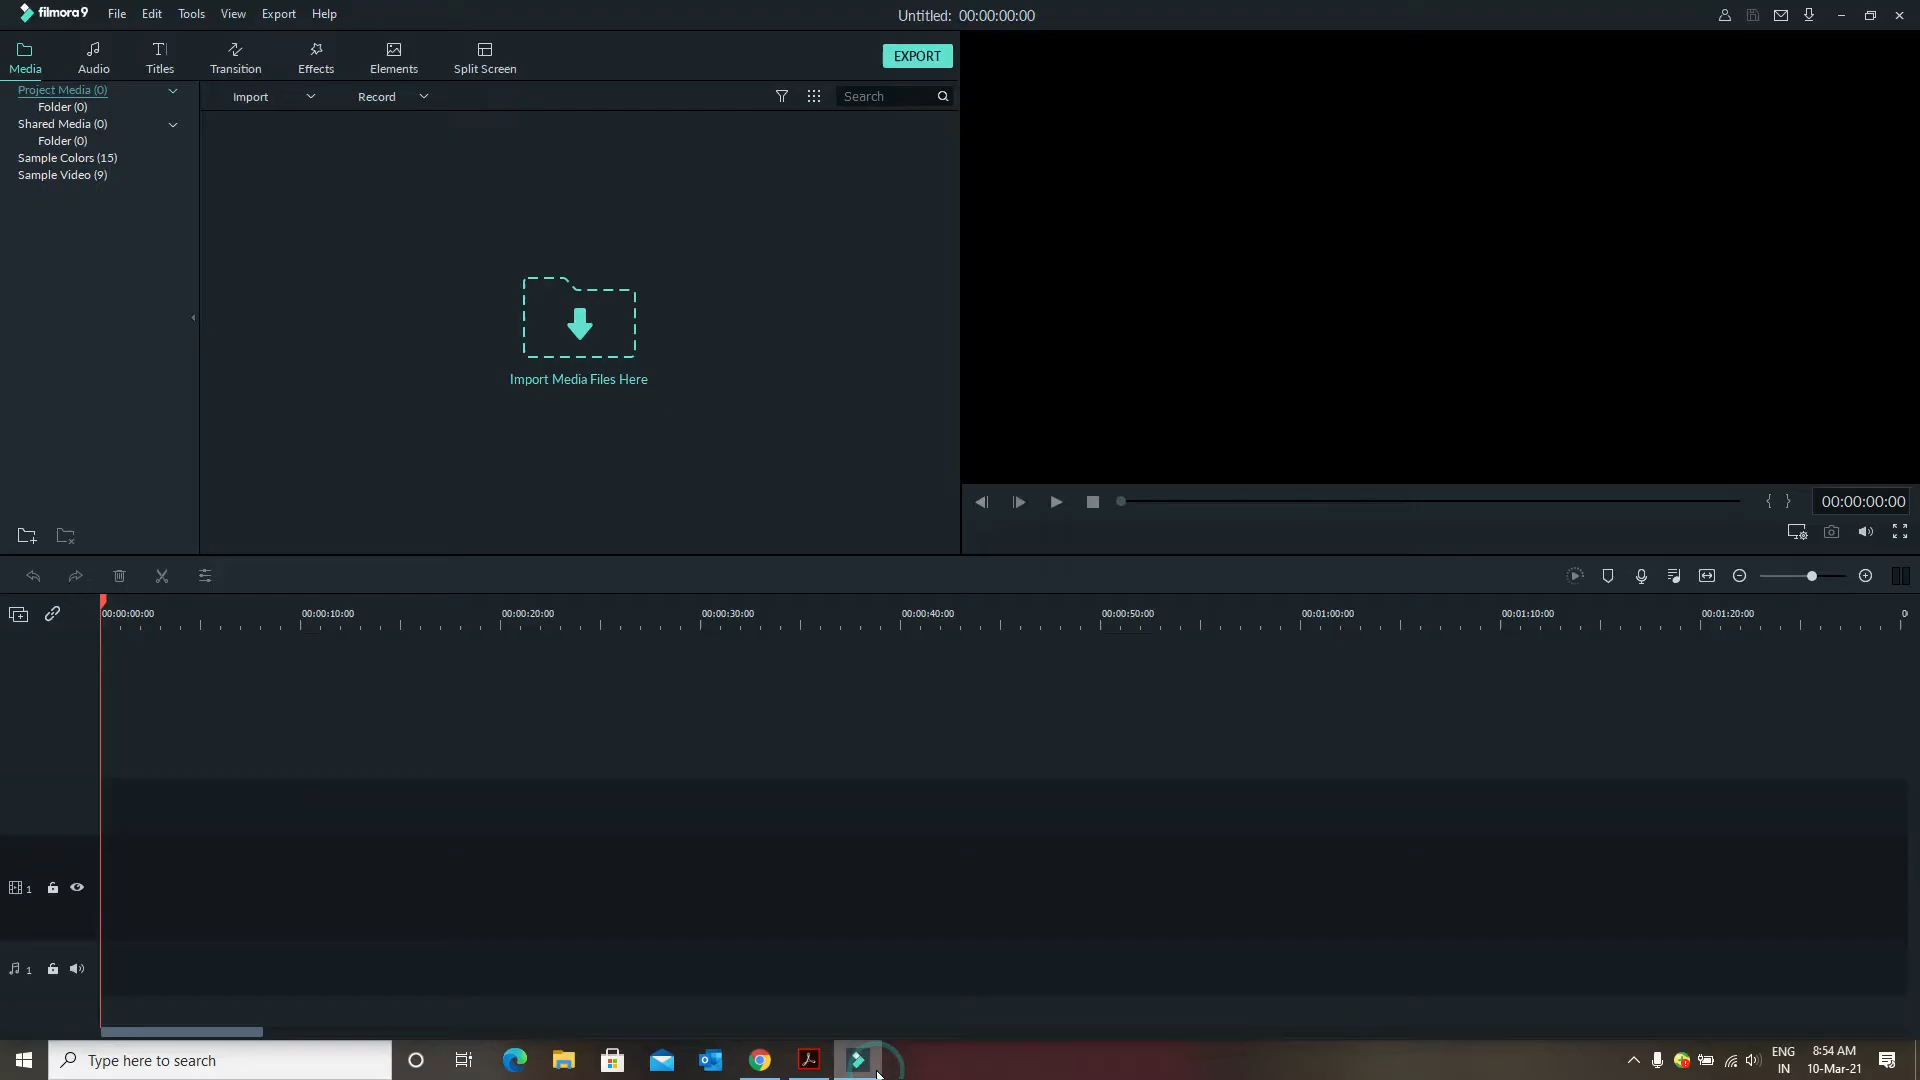 filmora9 File Edit Tools View Export Help Untitled: 00:00:00:00
Media Audio Titles Transition Effects Elements Split Screen EXPORT
Project Media (0)
Folder (0)
Shared Media (0)
Folder (0)
Sample Colors (15)
Sample Video (9)
Import Record Search
Import Media Files Here
{ } 00:00:00:00
00:00:00:00 00:00:10:00 00:00:20:00 00:00:30:00 00:00:40:00 00:00:50:00 00:01:00:00 00:01:10:00 00:01:20:00
1
1
Type here to search
ENG
IN
8:54 AM
10-Mar-21